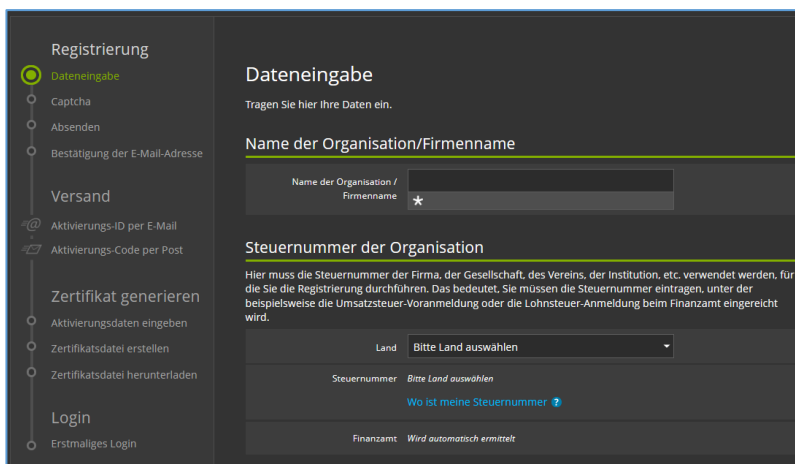 Registrierung
Dateneingabe
Captcha
Absenden
Bestätigung der E-Mail-Adresse
Versand
Aktivierungs-ID per E-Mail
Aktivierungs-Code per Post
Zertifikat generieren
Aktivierungsdaten eingeben
Zertifikatsdatei erstellen
Zertifikatsdatei herunterladen
Login
Erstmaliges Login
Dateneingabe
Tragen Sie hier Ihre Daten ein.
Name der Organisation/Firmenname
Name der Organisation /
Firmenname
*
Steuernummer der Organisation
Hier muss die Steuernummer der Firma, der Gesellschaft, des Vereins, der Institution, etc. verwendet werden, für
die Sie die Registrierung durchführen. Das bedeutet, Sie müssen die Steuernummer eintragen, unter der
beispielsweise die Umsatzsteuer-Voranmeldung oder die Lohnsteuer-Anmeldung beim Finanzamt eingereicht
wird.
Land Bitte Land auswählen
Steuernummer Bitte Land auswählen
Wo ist meine Steuernummer ?
Finanzamt Wird automatisch ermittelt